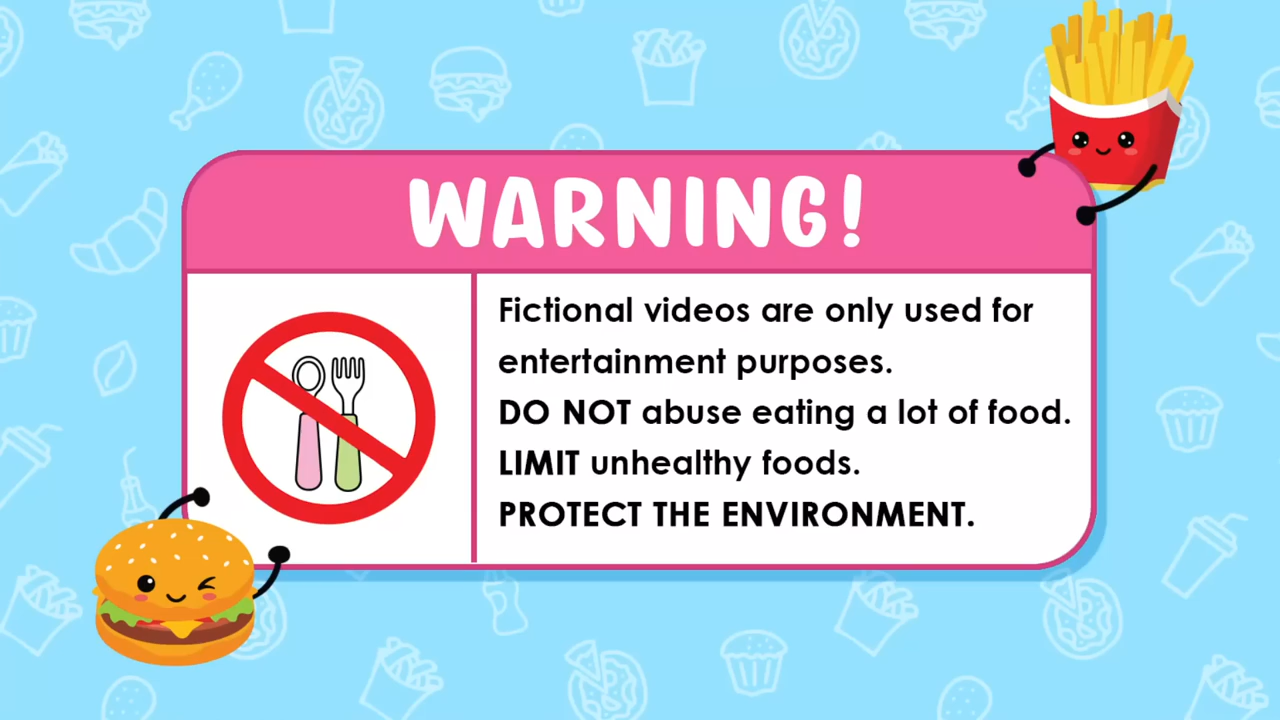 WARNING!
Fictional videos are only used for
entertainment purposes.
DO NOT abuse eating a lot of food.
LIMIT unhealthy foods.
PROTECT THE ENVIRONMENT.